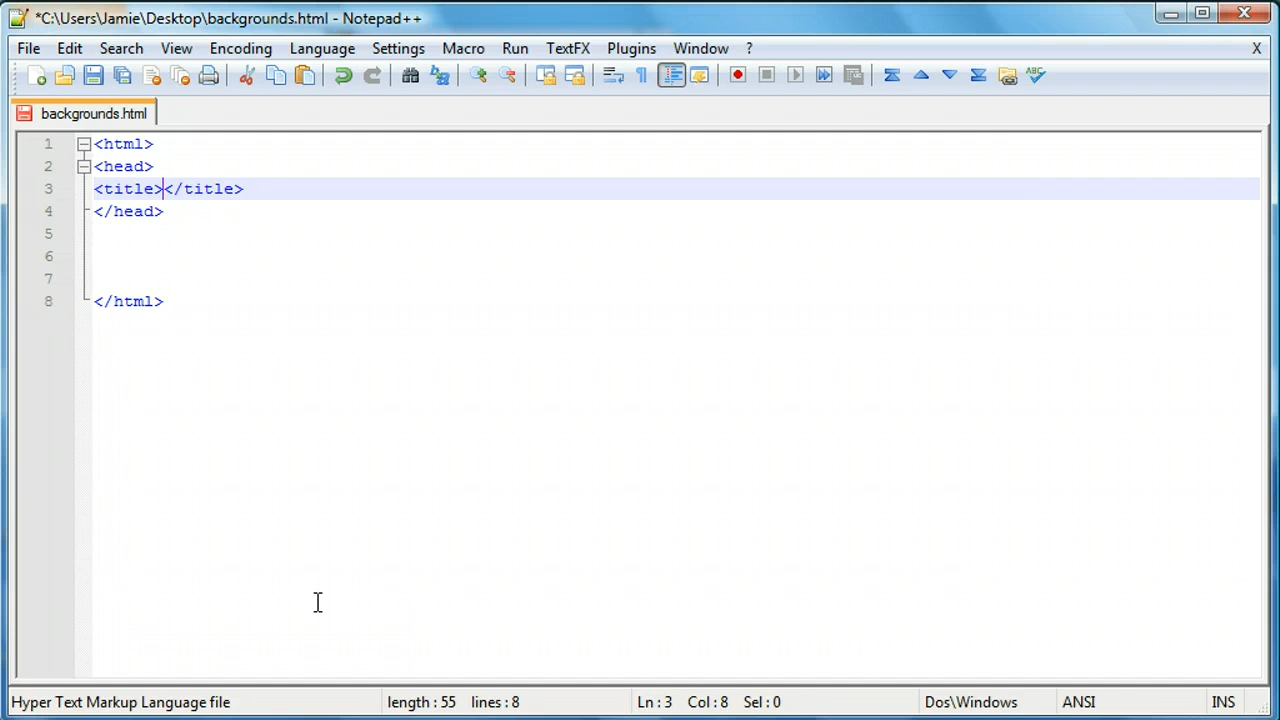 *C:\Users\Jamie\Desktop\backgrounds.html - Notepad++
File Edit Search View Encoding Language Settings Macro Run TextFX Plugins Window ? X
ABC
backgrounds.html
1 <html>
2 <head>
3 <title></title>
4 </head>
5
6
7
8 </html>
Hyper Text Markup Language file length : 55 lines : 8 Ln : 3 Col : 8 Sel : 0 Dos\Windows ANSI INS